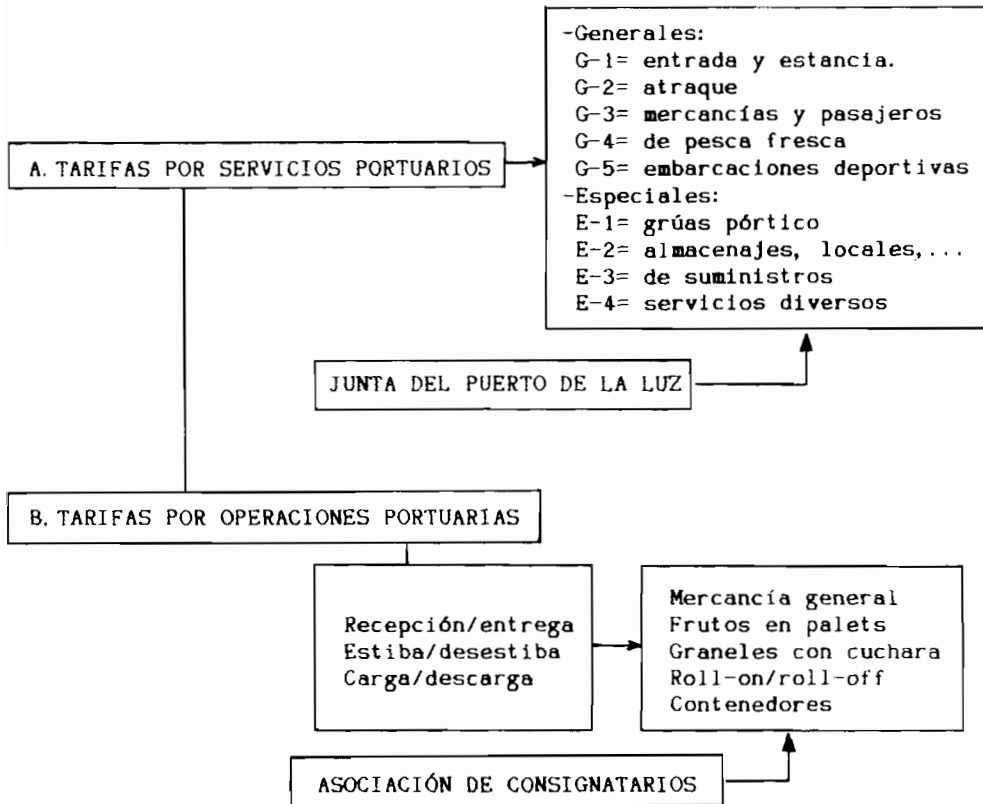 -Generales:
G-1= entrada y estancia.
G-2= atraque
G-3= mercancías y pasajeros
G-4= de pesca fresca
G-5= embarcaciones deportivas
-Especiales:
E-1= grúas pórtico
E-2= almacenajes, locales,...
E-3= de suministros
E-4= servicios diversos
A. TARIFAS POR SERVICIOS PORTUARIOS
JUNTA DEL PUERTO DE LA LUZ
B. TARIFAS POR OPERACIONES PORTUARIAS
Recepción/entrega
Estiba/desestiba
Carga/descarga
Mercancía general
Frutos en palets
Graneles con cuchara
Roll-on/roll-off
Contenedores
ASOCIACIÓN DE CONSIGNATARIOS